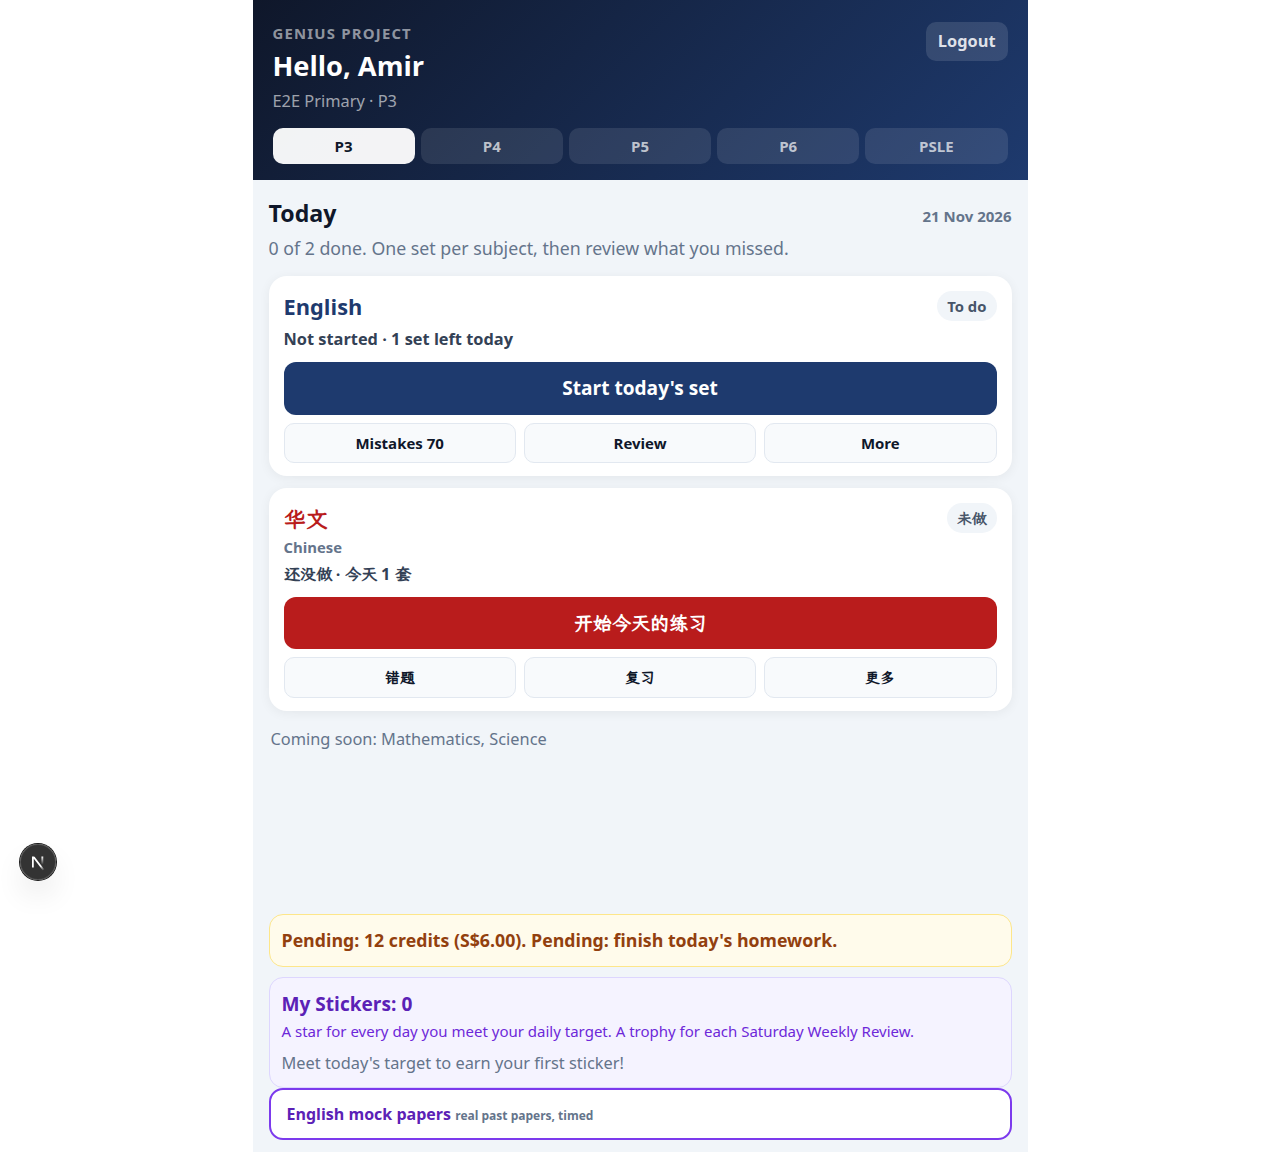 GENIUS PROJECT
Logout
Hello, Amir
E2E Primary · P3
P3 P4 P5 P6 PSLE
Today
21 Nov 2026
0 of 2 done. One set per subject, then review what you missed.
English
To do
Not started · 1 set left today
Start today's set
Mistakes 70 Review More
华文
未做
Chinese
还没做 · 今天 1 套
开始今天的练习
错题 复习 更多
Coming soon: Mathematics, Science
N
Pending: 12 credits (S$6.00). Pending: finish today's homework.
My Stickers: 0
A star for every day you meet your daily target. A trophy for each Saturday Weekly Review.
Meet today's target to earn your first sticker!
English mock papers real past papers, timed